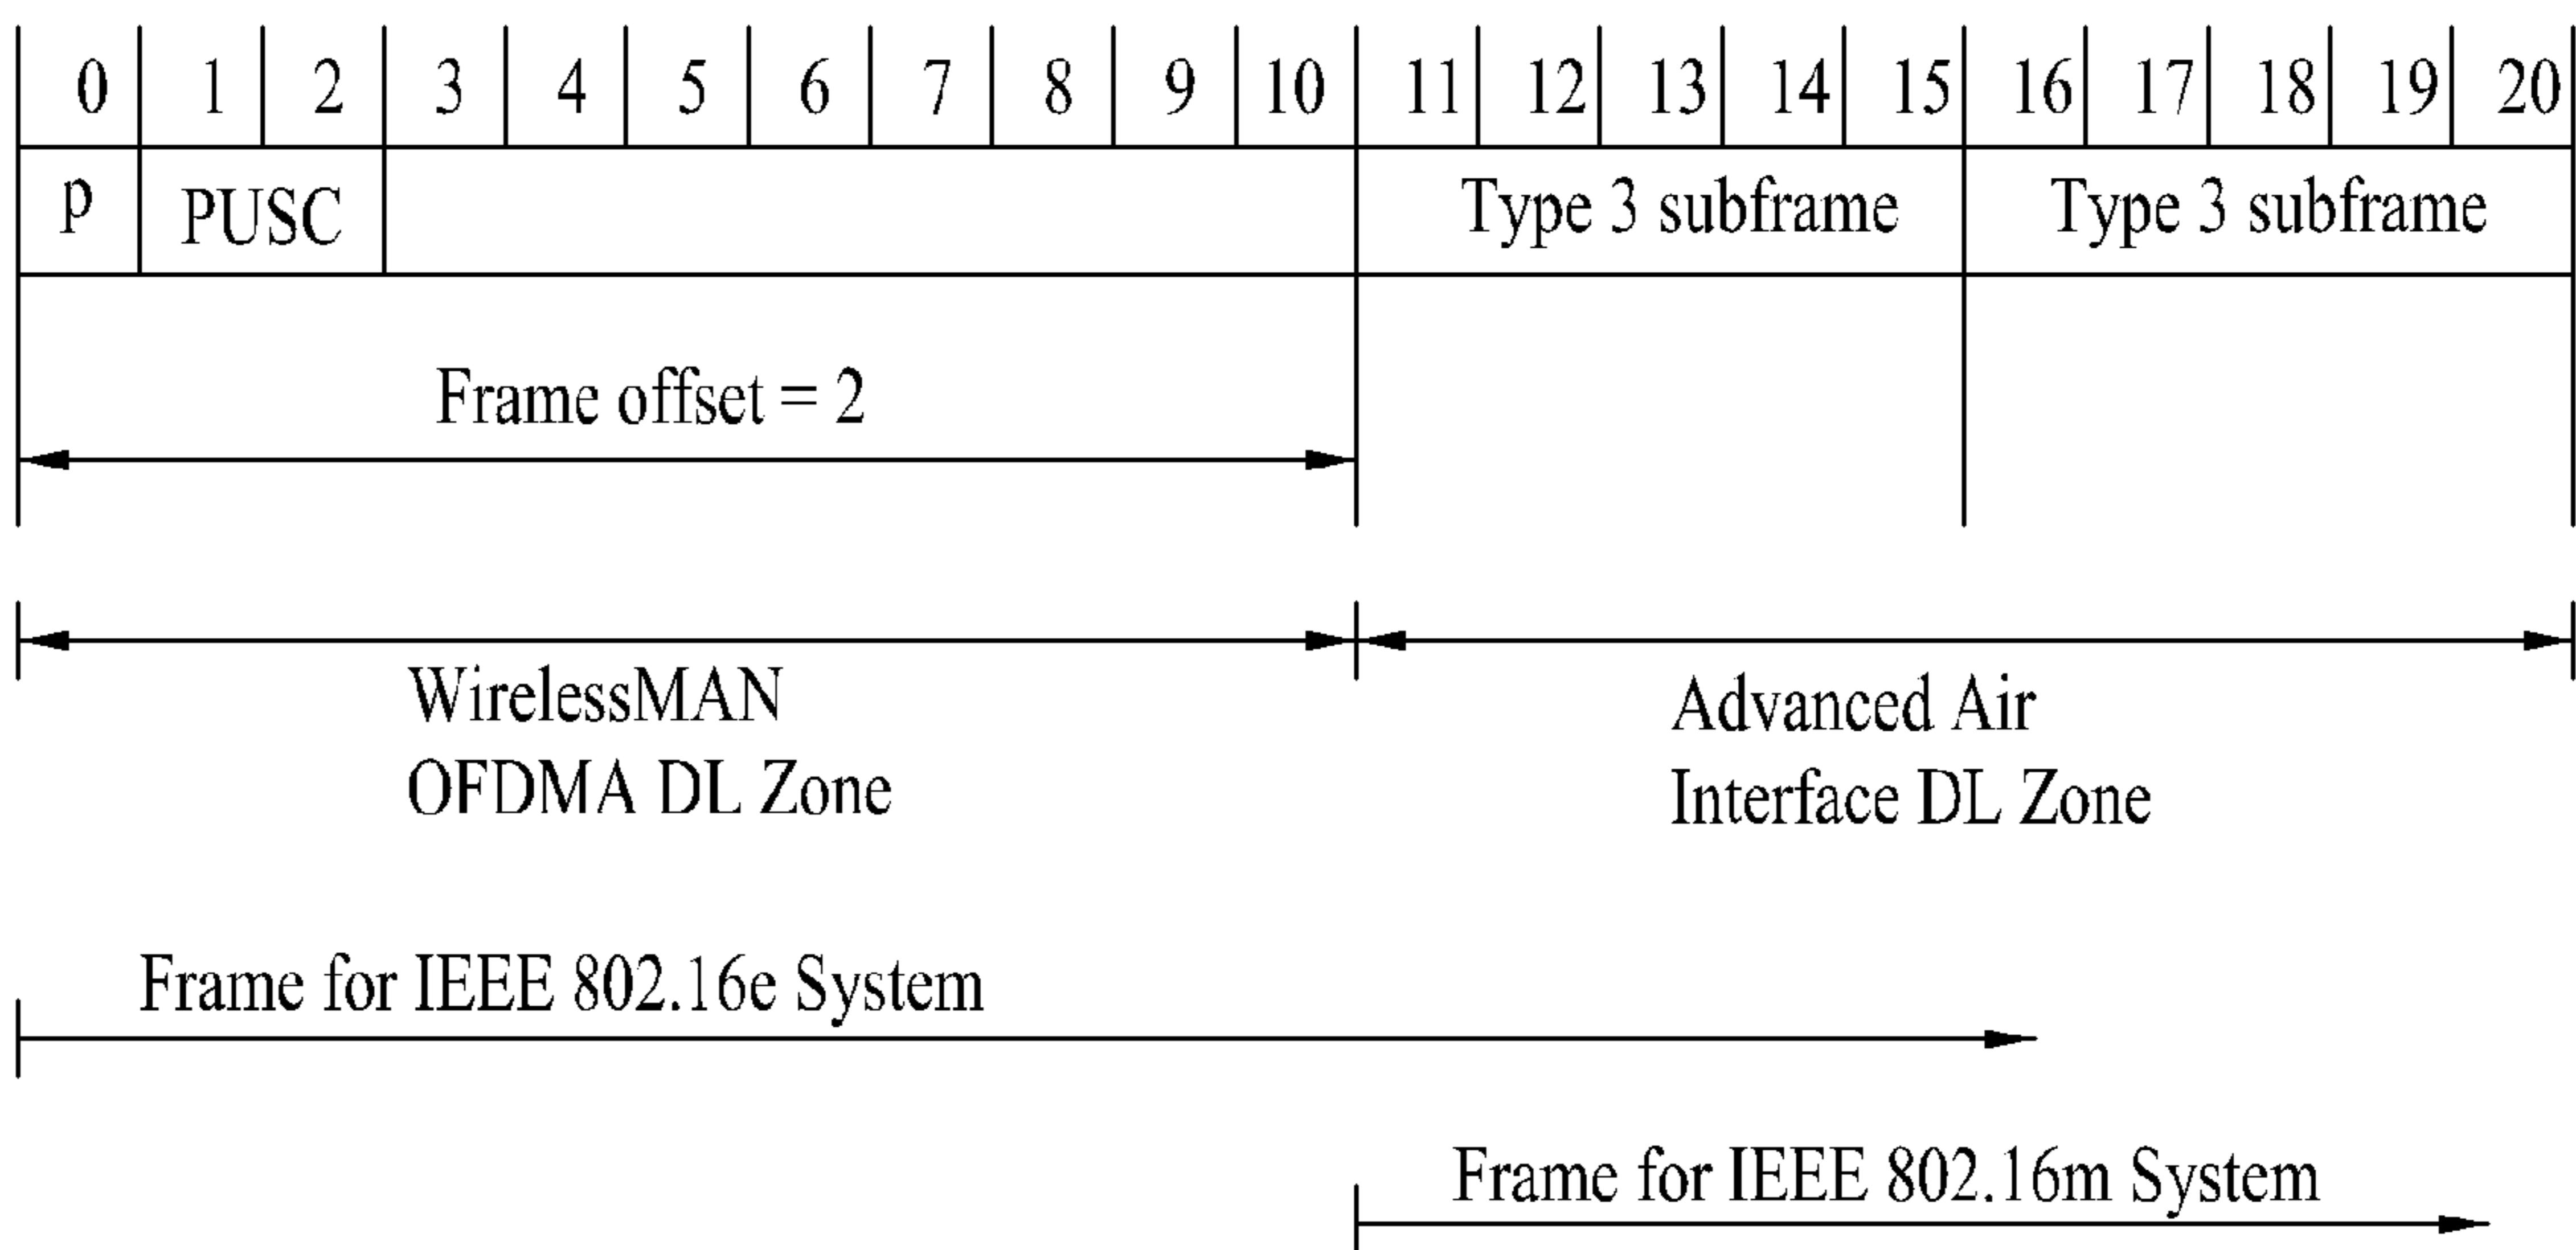 0 1 2 3 4 5 6 7 8 9 10 11 12 13 14 15 16 17 18 19 20
p PUSC Type 3 subframe Type 3 subframe
Frame offset = 2
WirelessMAN
OFDMA DL Zone
Advanced Air
Interface DL Zone
Frame for IEEE 802.16e System
Frame for IEEE 802.16m System